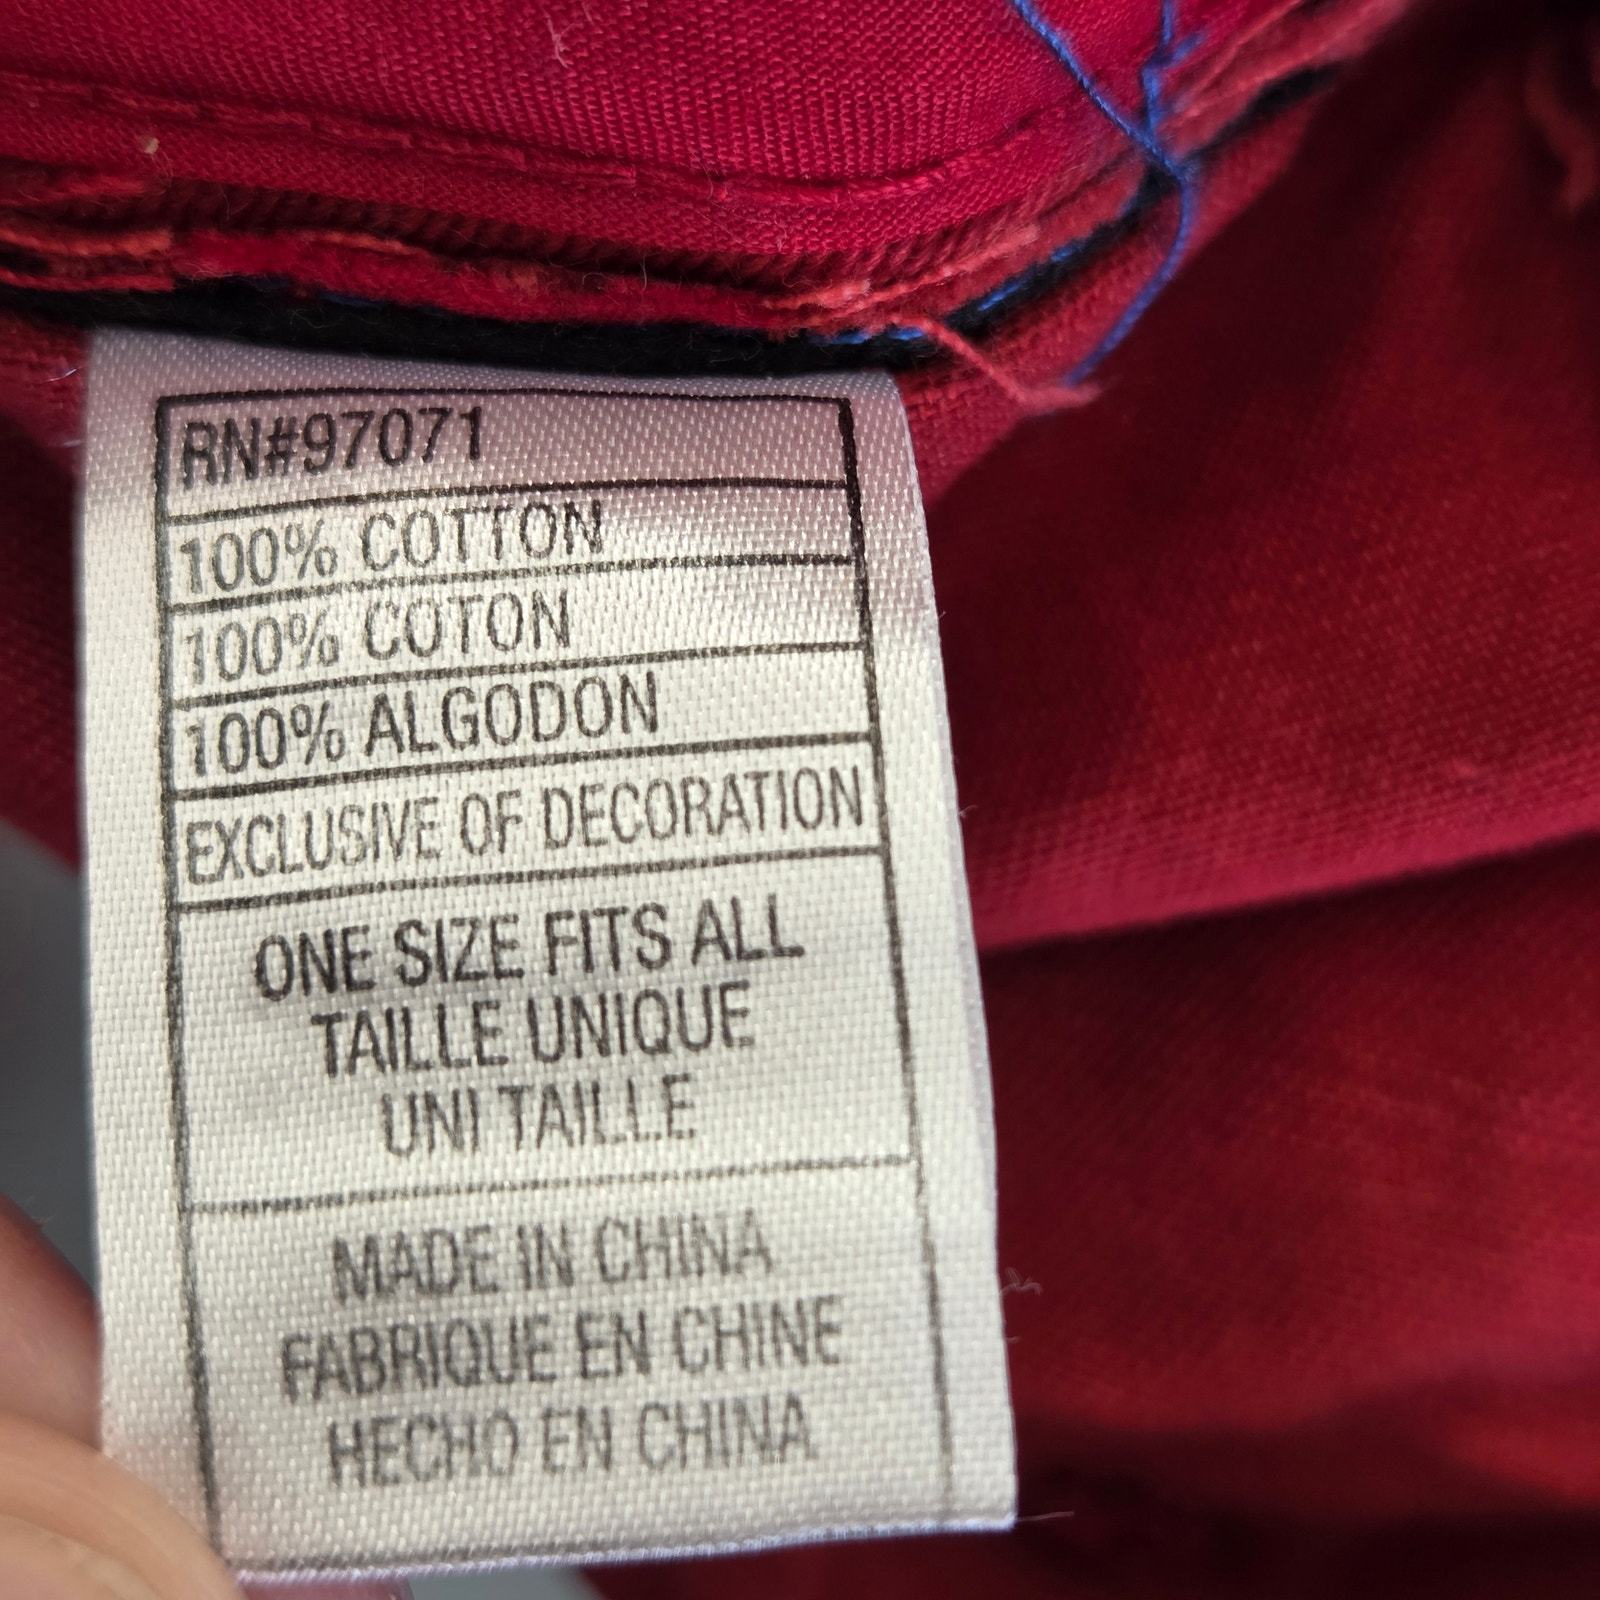 RN#97071
100% COTTON
100% COTON
100% ALGODON
EXCLUSIVE OF DECORATION
ONE SIZE FITS ALL
TAILLE UNIQUE
UNI TAILLE
MADE IN CHINA
FABRIQUE EN CHINE
HECHO EN CHINA